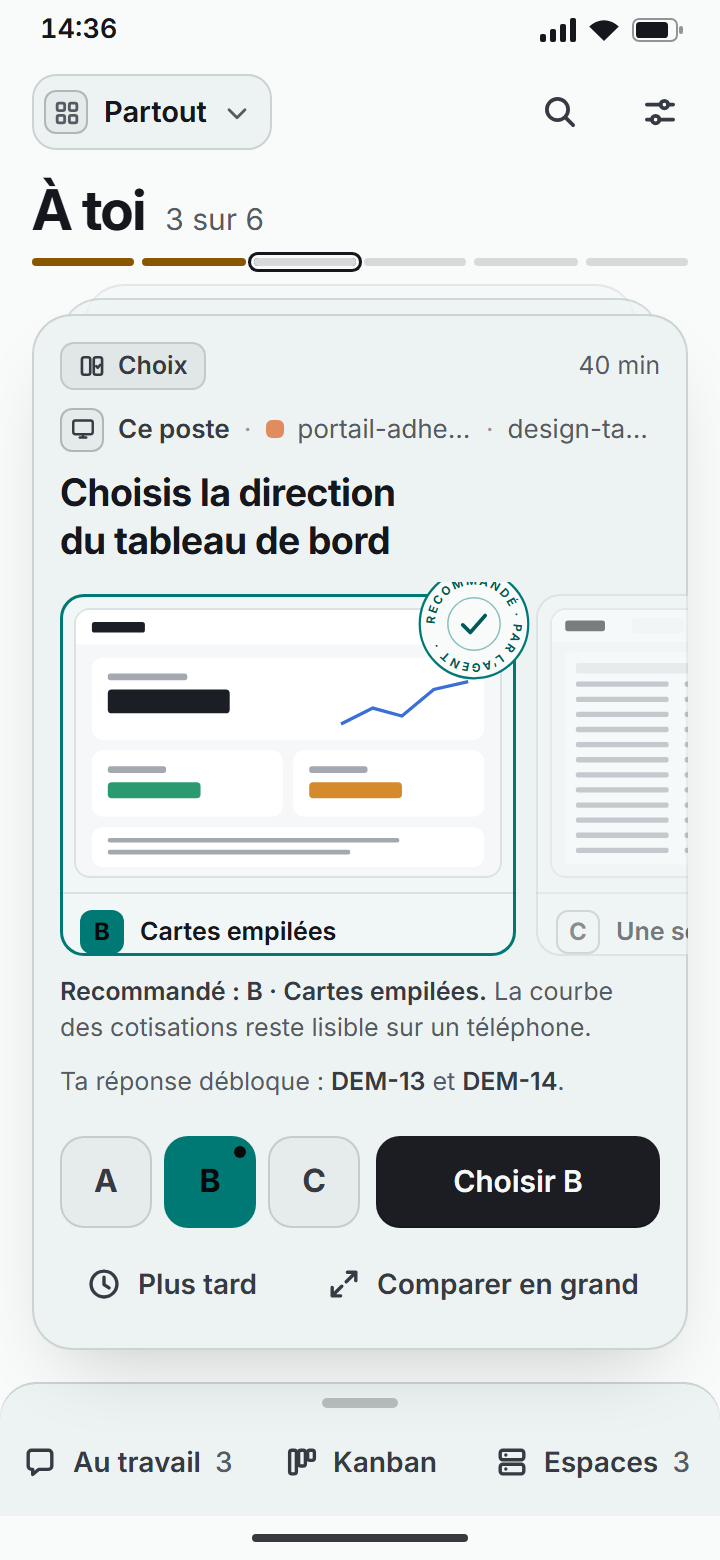 14:36
Partout
À toi 3 sur 6
Choix 40 min
Ce poste · portail-adhe... · design-ta...
Choisis la direction
du tableau de bord
RECOMMANDÉ · PAR L'AGENT ·
B Cartes empilées
C Une s
Recommandé : B · Cartes empilées. La courbe
des cotisations reste lisible sur un téléphone.
Ta réponse débloque : DEM-13 et DEM-14.
A B C Choisir B
Plus tard Comparer en grand
Au travail 3 Kanban Espaces 3